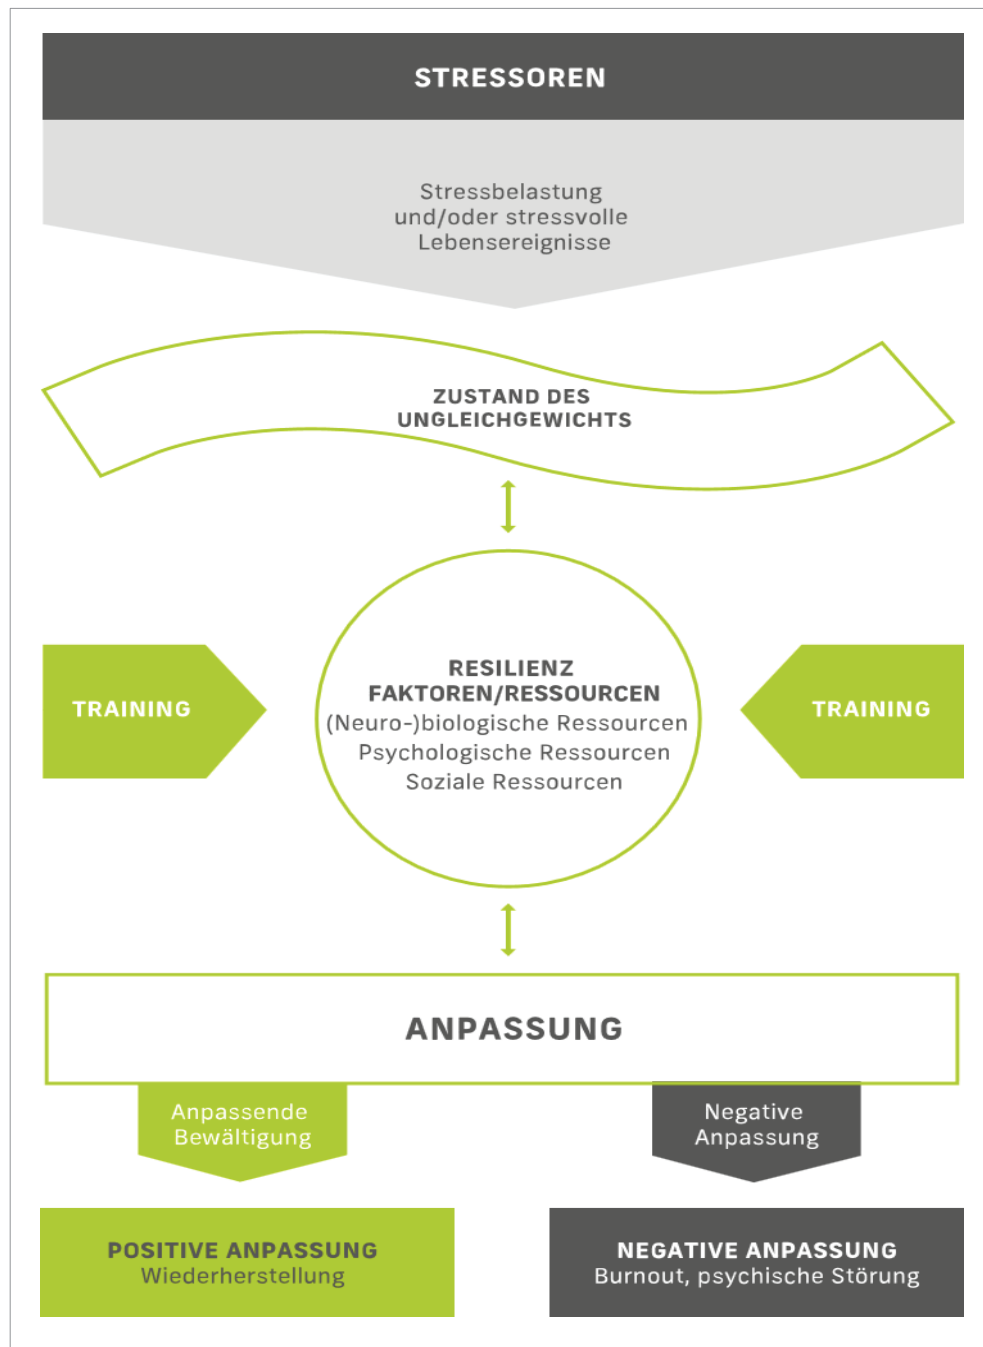 STRESSOREN
Stressbelastung
und/oder stressvolle
Lebensereignisse
ZUSTAND DES
UNGLEICHGEWICHTS
RESILIENZ
FAKTOREN/RESSOURCEN
(Neuro-)biologische Ressourcen
Psychologische Ressourcen
Soziale Ressourcen
TRAINING
TRAINING
ANPASSUNG
Anpassende
Bewältigung
Negative
Anpassung
POSITIVE ANPASSUNG
Wiederherstellung
NEGATIVE ANPASSUNG
Burnout, psychische Störung